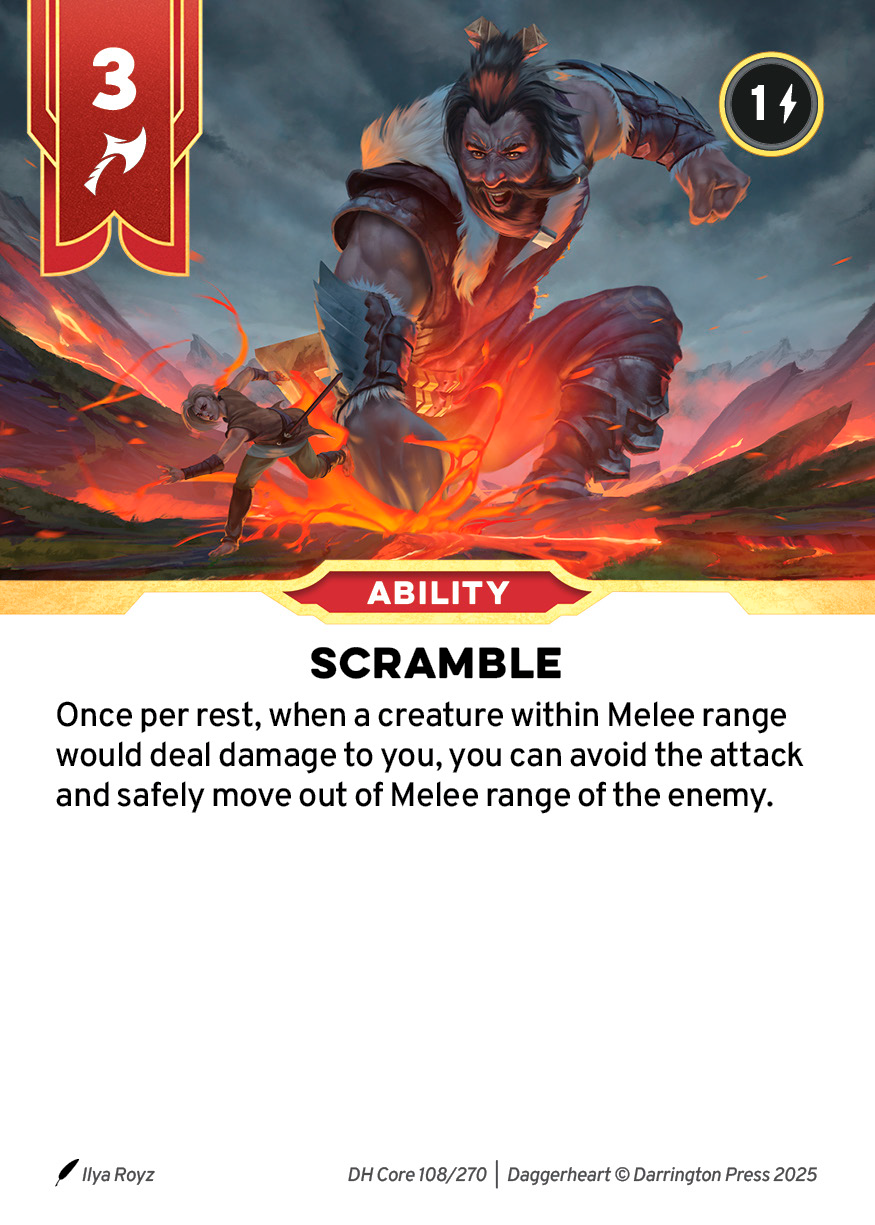 3
1
ABILITY
SCRAMBLE
Once per rest, when a creature within Melee range
would deal damage to you, you can avoid the attack
and safely move out of Melee range of the enemy.
Ilya Royz
DH Core 108/270 | Daggerheart © Darrington Press 2025